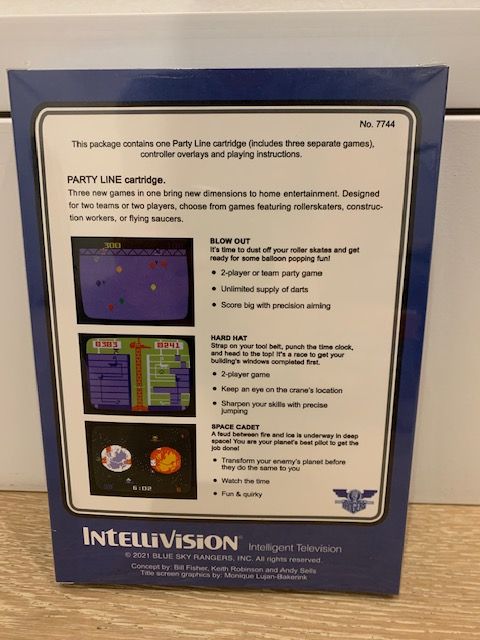 No. 7744
This package contains one Party Line cartridge (includes three separate games),
controller overlays and playing instructions.
PARTY LINE cartridge.
Three new games in one bring new dimensions to home entertainment. Designed
for two teams or two players, choose from games featuring rollerskaters, construc-
tion workers, or flying saucers.
300
BLOW OUT
It's time to dust off your roller skates and get
ready for some balloon popping fun!
• 2-player or team party game
• Unlimited supply of darts
• Score big with precision aiming
0383 0241
HARD HAT
Strap on your tool belt, punch the time clock,
and head to the top! It's a race to get your
building's windows completed first.
• 2-player game
• Keep an eye on the crane's location
• Sharpen your skills with precise
jumping
6:02
SPACE CADET
A feud between fire and ice is underway in deep
space! You are your planet's best pilot to get the
job done!
• Transform your enemy's planet before
they do the same to you
• Watch the time
• Fun & quirky
INTELLIVISION® Intelligent Television
© 2021 BLUE SKY RANGERS, INC. All rights reserved.
Concept by: Bill Fisher, Keith Robinson and Andy Sells
Title screen graphics by: Monique Lujan-Bakerink